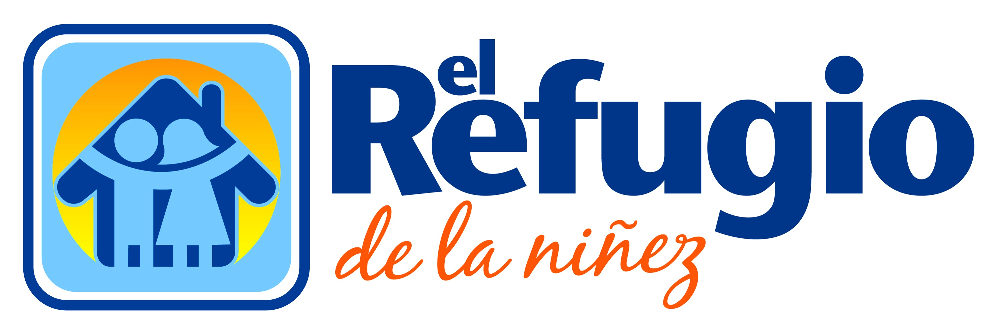 el
Refugio
de la niñez